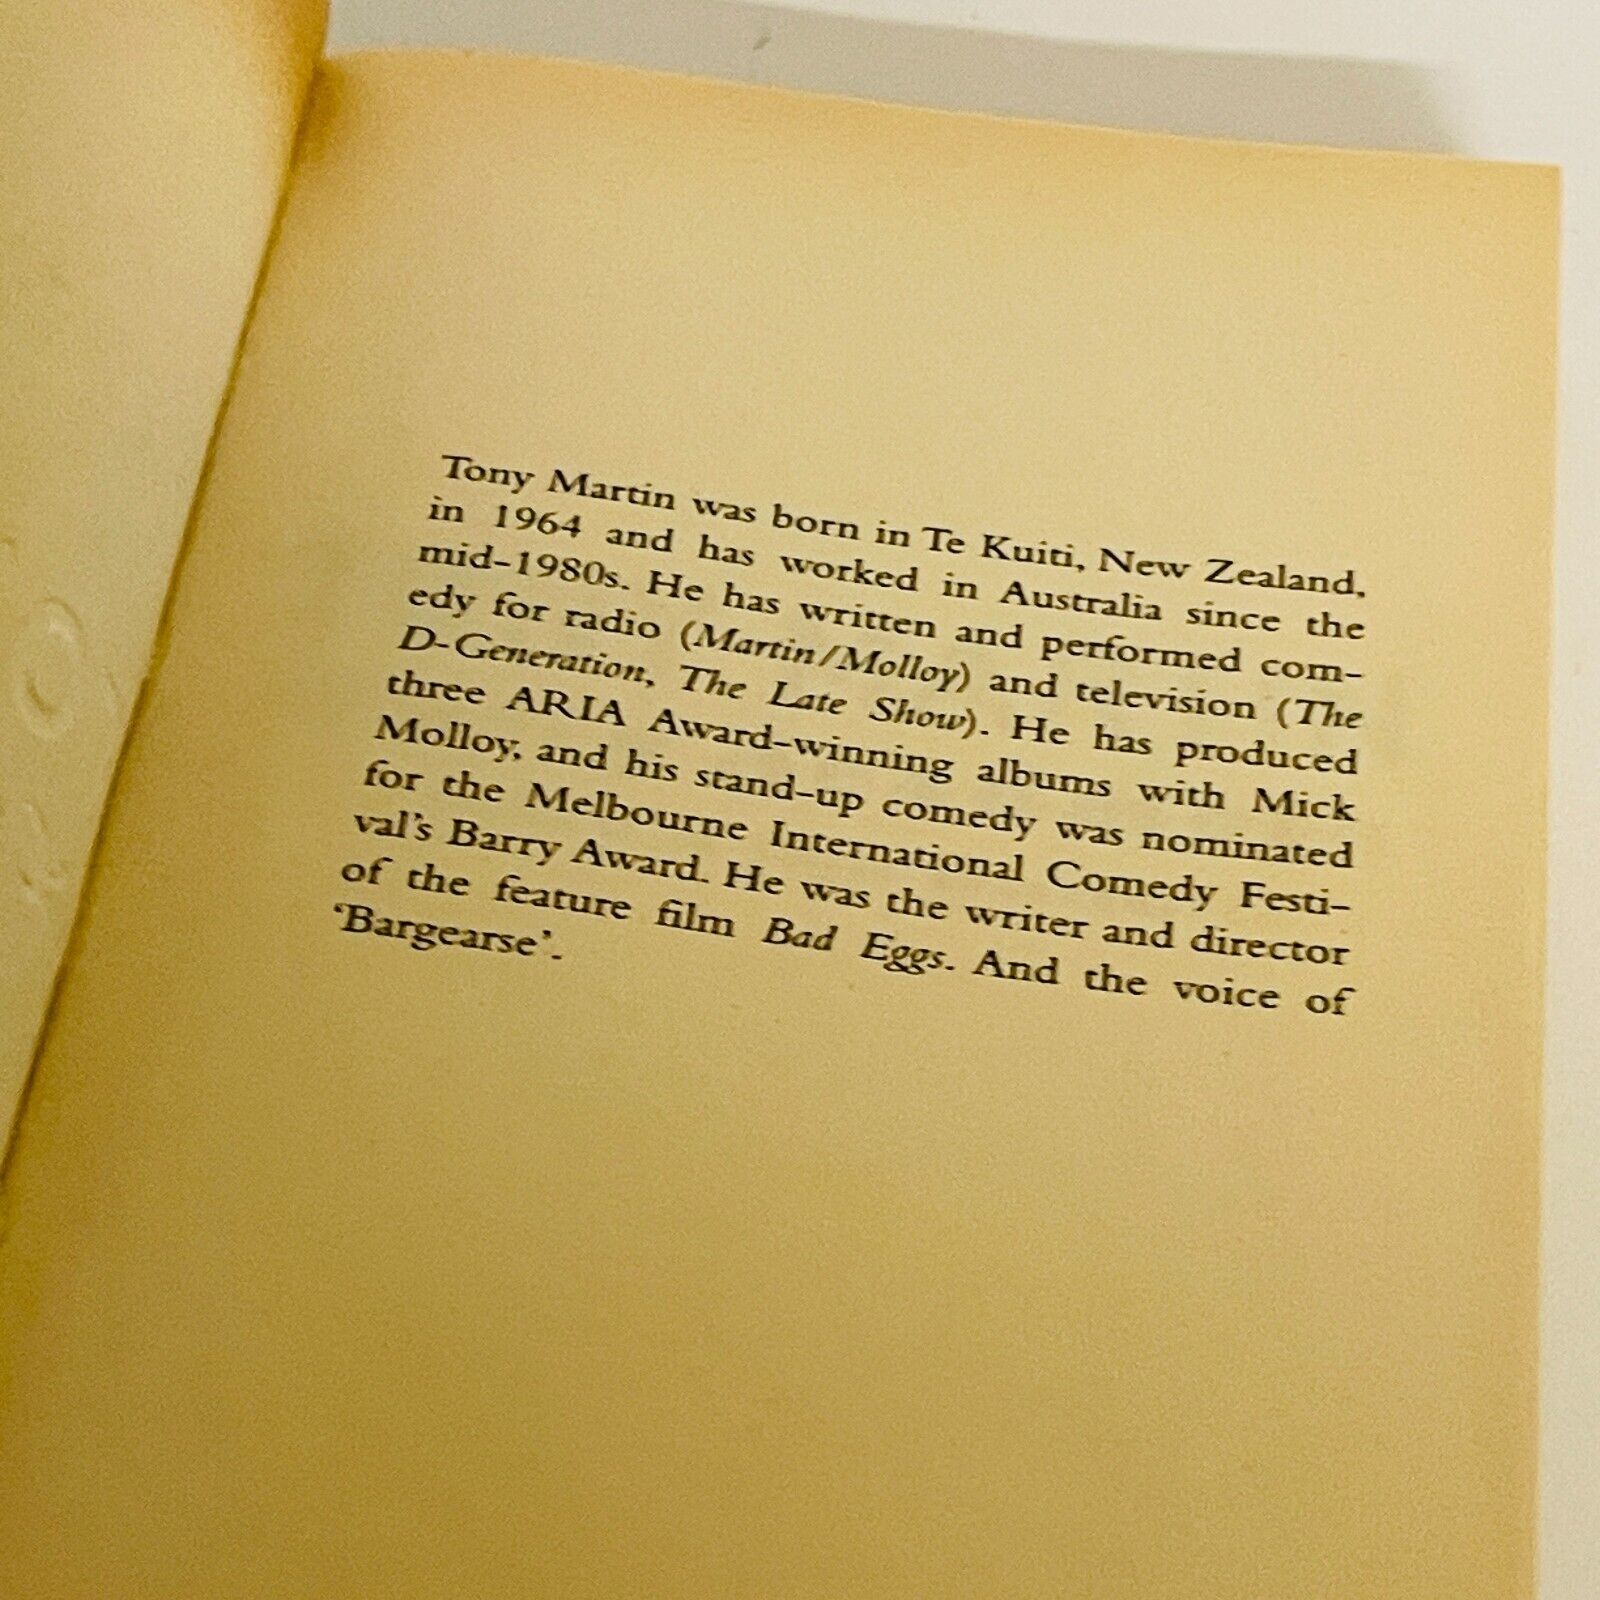 Tony Martin was born in Te Kuiti, New Zealand,
in 1964 and has worked in Australia since the
mid-1980s. He has written and performed com-
edy for radio (Martin/Molloy) and television (The
D-Generation, The Late Show). He has produced
three ARIA Award-winning albums with Mick
Molloy, and his stand-up comedy was nominated
for the Melbourne International Comedy Festi-
val's Barry Award. He was the writer and director
of the feature film Bad Eggs. And the voice of
‘Bargearse’.